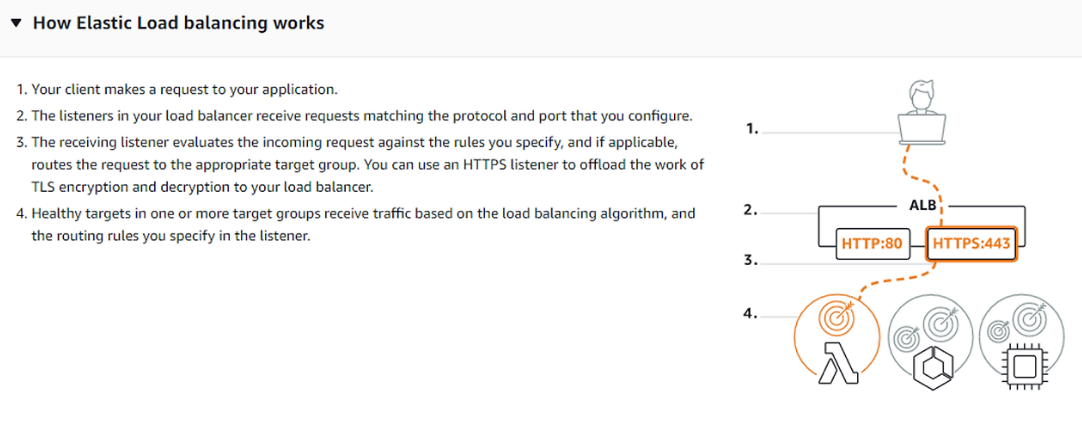 ▼ How Elastic Load balancing works
1. Your client makes a request to your application.
2. The listeners in your load balancer receive requests matching the protocol and port that you configure.
3. The receiving listener evaluates the incoming request against the rules you specify, and if applicable,
routes the request to the appropriate target group. You can use an HTTPS listener to offload the work of
TLS encryption and decryption to your load balancer.
4. Healthy targets in one or more target groups receive traffic based on the load balancing algorithm, and
the routing rules you specify in the listener.
1.
2.
ALB
HTTP:80
HTTPS:443
3.
4.